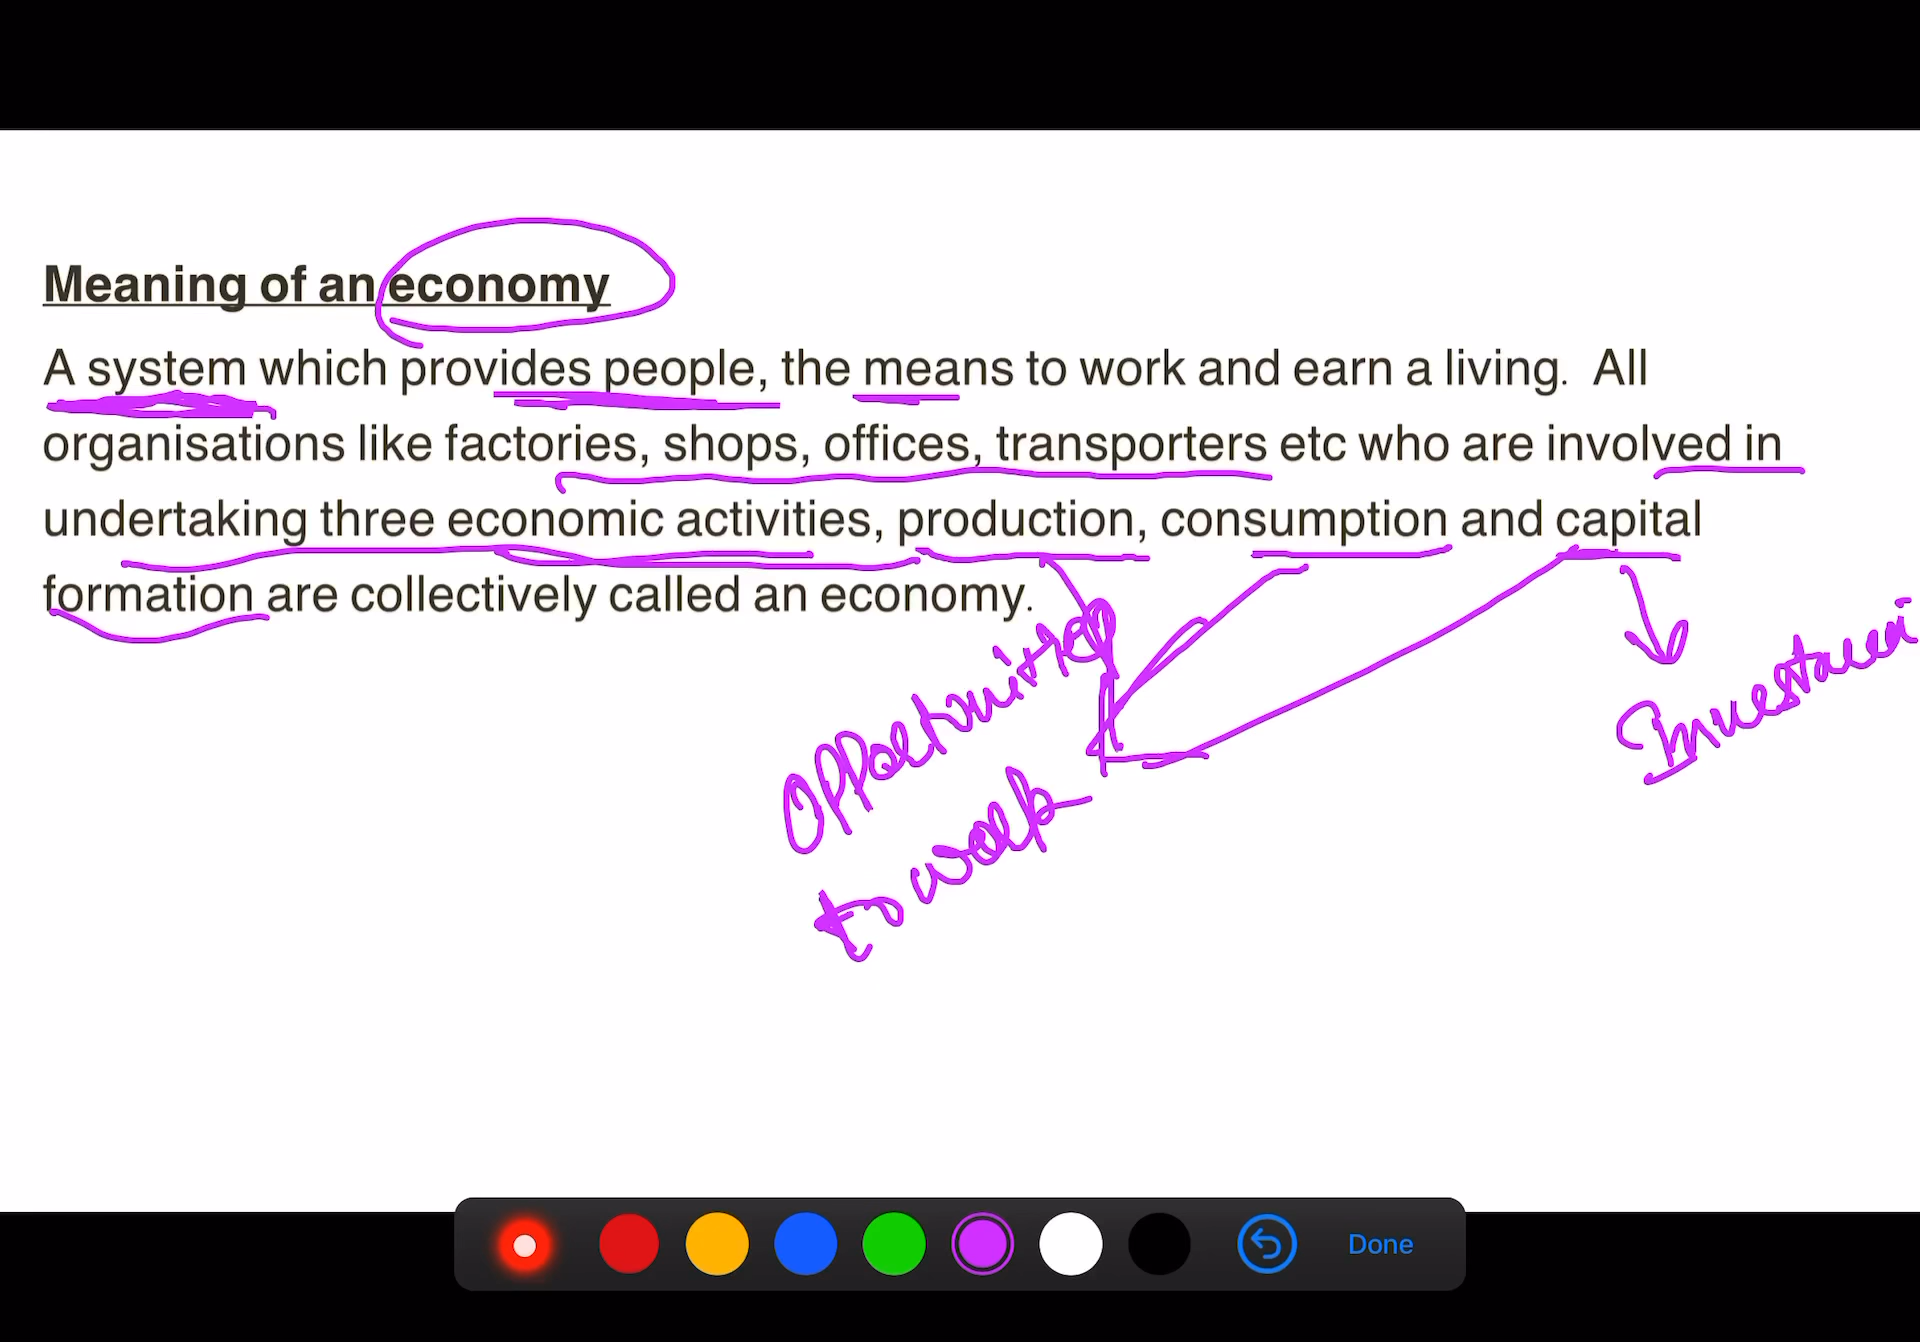 Meaning of an economy
A system which provides people, the means to work and earn a living. All
organisations like factories, shops, offices, transporters etc who are involved in
undertaking three economic activities, production, consumption and capital
formation are collectively called an economy.
to work
Done